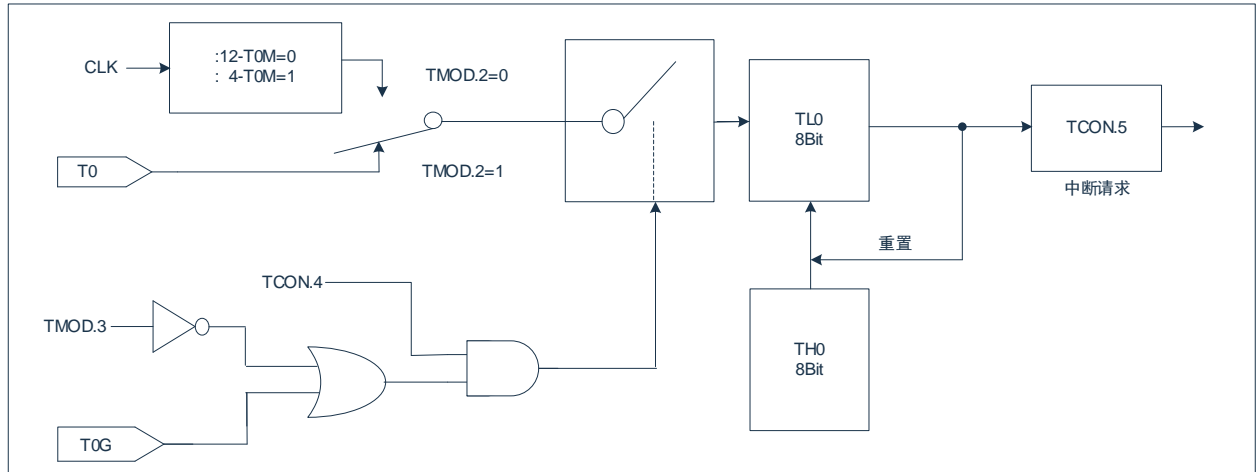 :12-T0M=0
: 4-T0M=1
CLK
TMOD.2=0
T0
TMOD.2=1
TL0
8Bit
TCON.5
中断请求
重置
TCON.4
TMOD.3
TH0
8Bit
T0G